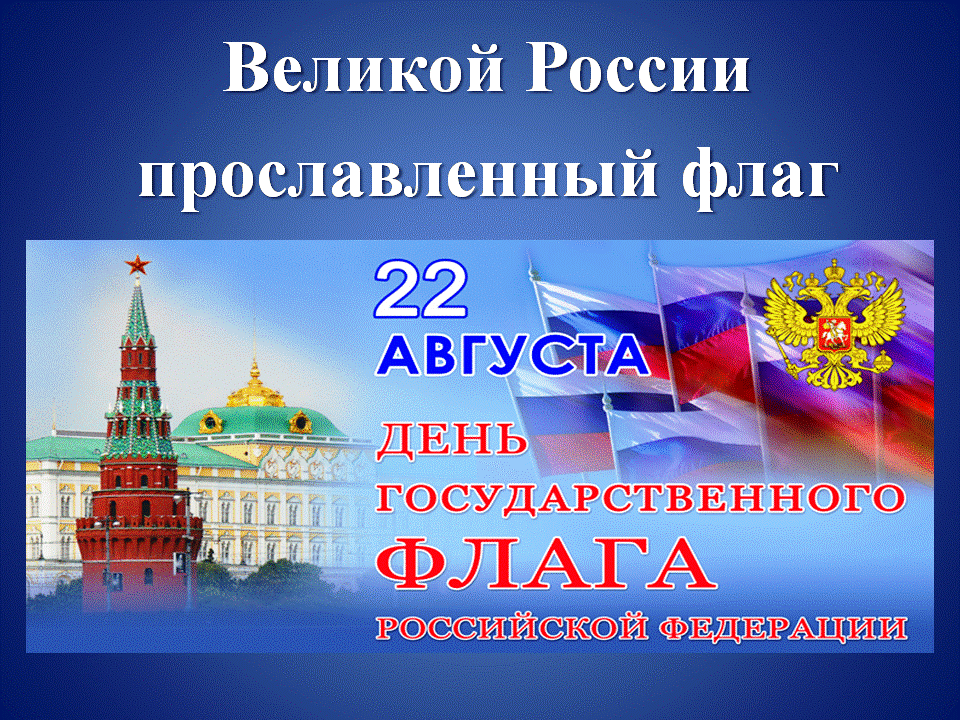 Великой России
прославленный флаг
22
АВГУСТА
ДЕНЬ
ГОСУДАРСТВЕННОГО
ФЛАГА
РОССИЙСКОЙ ФЕДЕРАЦИИ